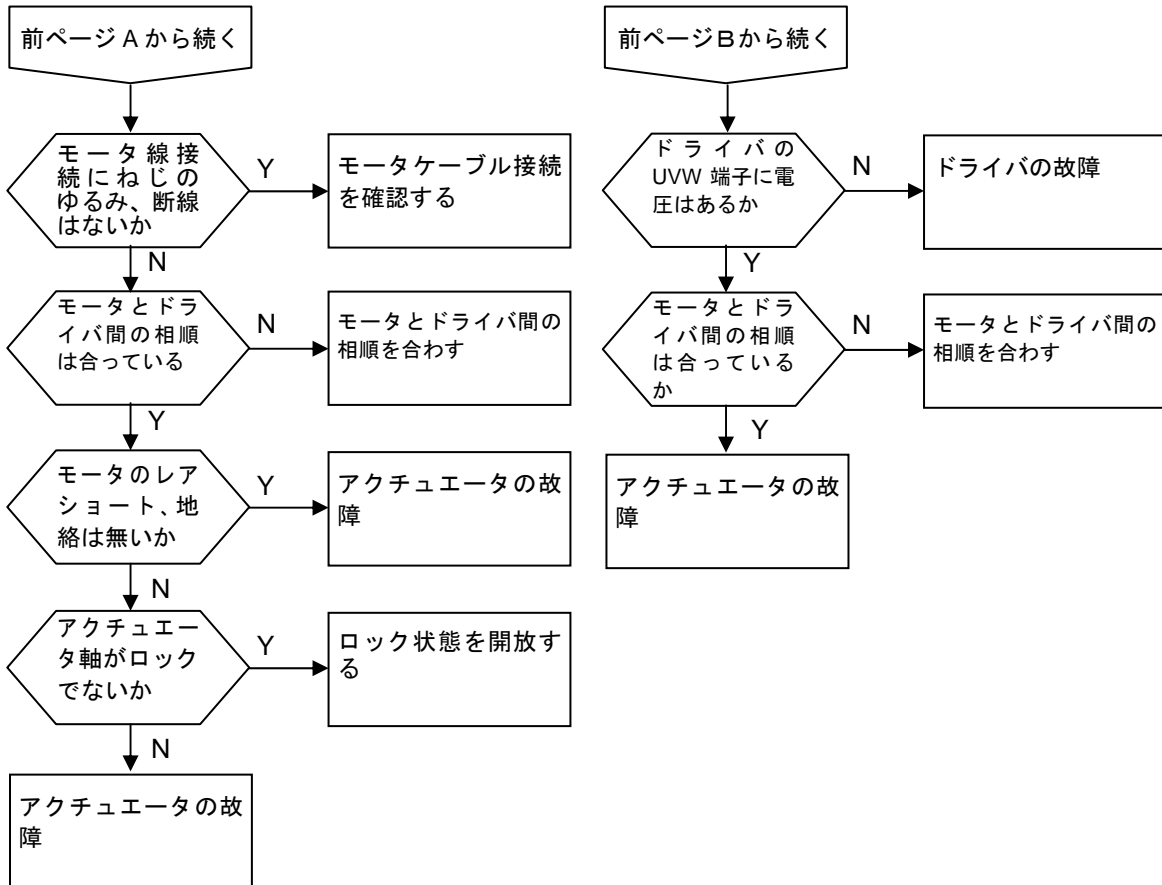 前ページAから続く
モータ線接
続にねじの
ゆるみ、断線
はないか
Y
モータケーブル接続
を確認する
N
モータとドラ
イバ間の相順
は合っている
N
モータとドライバ間の
相順を合わす
Y
モータのレア
ショート、地
絡は無いか
Y
アクチュエータの故
障
N
アクチュエー
タ軸がロック
でないか
Y
ロック状態を開放す
る
N
アクチュエータの故
障
前ページBから続く
ドライバの
UVW 端子に電
圧はあるか
N
ドライバの故障
Y
モータとドラ
イバ間の相順
は合っている
か
N
モータとドライバ間の
相順を合わす
Y
アクチュエータの故
障